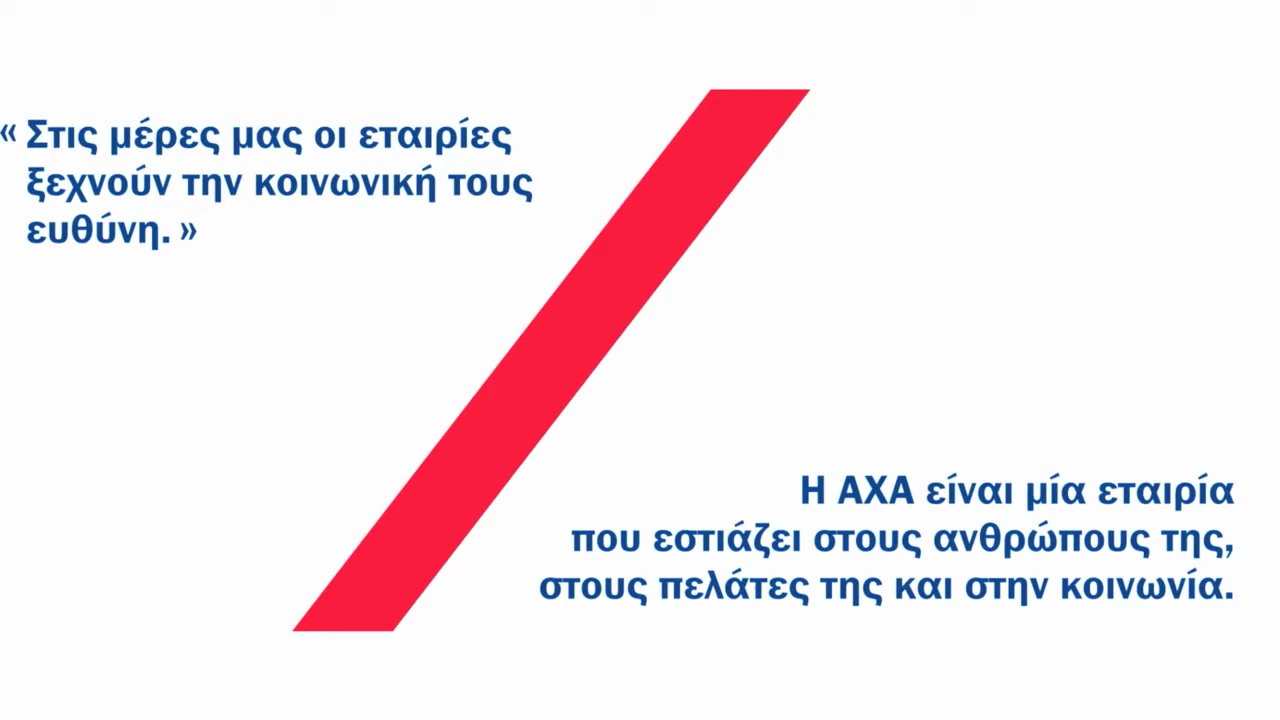 « Στις μέρες μας οι εταιρίες
ξεχνούν την κοινωνική τους
ευθύνη. »
Η ΑΧΑ είναι μία εταιρία
που εστιάζει στους ανθρώπους της,
στους πελάτες της και στην κοινωνία.